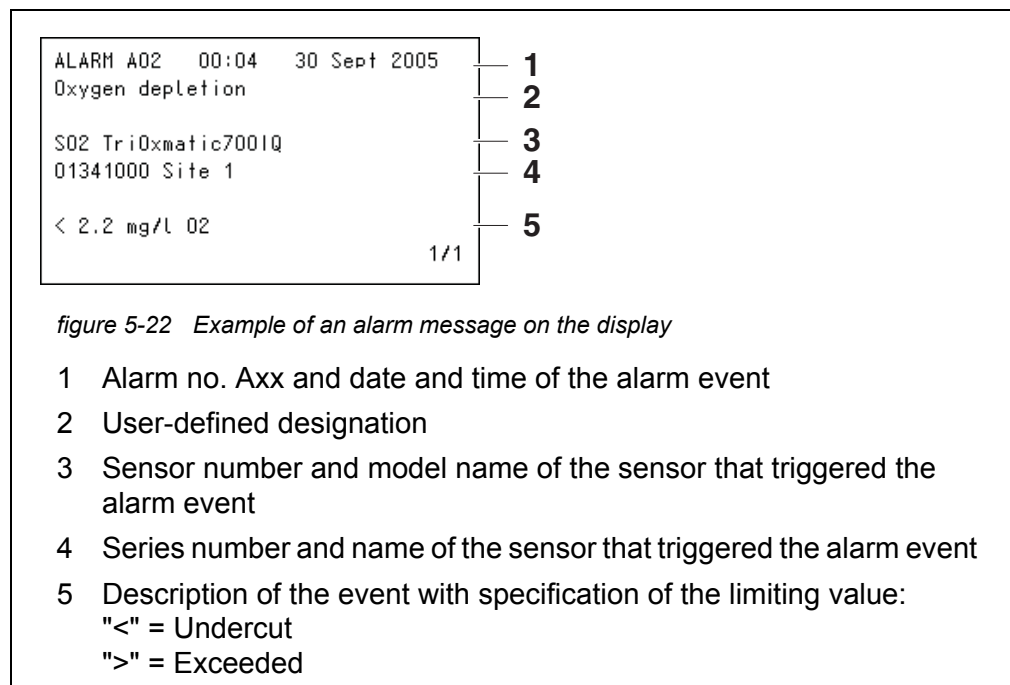 ALARM A02 00:04 30 Sept 2005 1
Oxygen depletion 2
S02 TriOxmatic700IQ 3
01341000 Site 1 4
< 2.2 mg/l O2 5
1/1
figure 5-22 Example of an alarm message on the display
1 Alarm no. Axx and date and time of the alarm event
2 User-defined designation
3 Sensor number and model name of the sensor that triggered the
alarm event
4 Series number and name of the sensor that triggered the alarm event
5 Description of the event with specification of the limiting value:
"<" = Undercut
">" = Exceeded